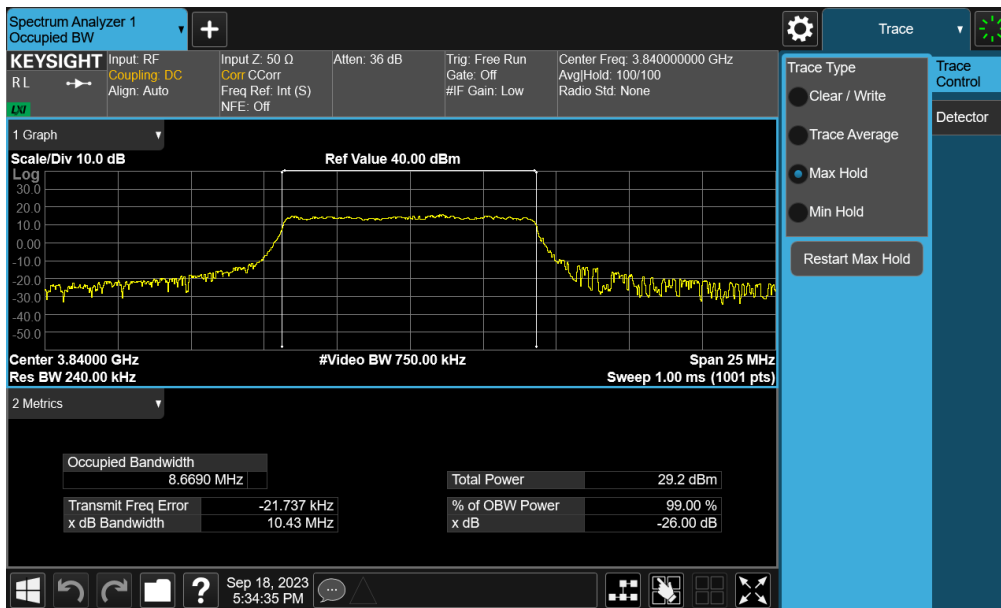 Spectrum Analyzer 1
Occupied BW
+
Trace
KEYSIGHT
R L
LXI
Input: RF
Coupling: DC
Align: Auto
Input Z: 50 Ω
Corr CCorr
Freq Ref: Int (S)
NFE: Off
Atten: 36 dB
Trig: Free Run
Gate: Off
#IF Gain: Low
Center Freq: 3.840000000 GHz
Avg|Hold: 100/100
Radio Std: None
Trace Type
Clear / Write
Trace Average
Max Hold
Min Hold
Restart Max Hold
Trace
Control
Detector
1 Graph
Scale/Div 10.0 dB
Ref Value 40.00 dBm
Log
30.0
20.0
10.0
0.00
-10.0
-20.0
-30.0
-40.0
-50.0
Center 3.84000 GHz
#Video BW 750.00 kHz
Span 25 MHz
Res BW 240.00 kHz
Sweep 1.00 ms (1001 pts)
2 Metrics
Occupied Bandwidth
8.6690 MHz
Total Power 29.2 dBm
Transmit Freq Error -21.737 kHz
% of OBW Power 99.00 %
x dB Bandwidth 10.43 MHz
x dB -26.00 dB
?
Sep 18, 2023
5:34:35 PM